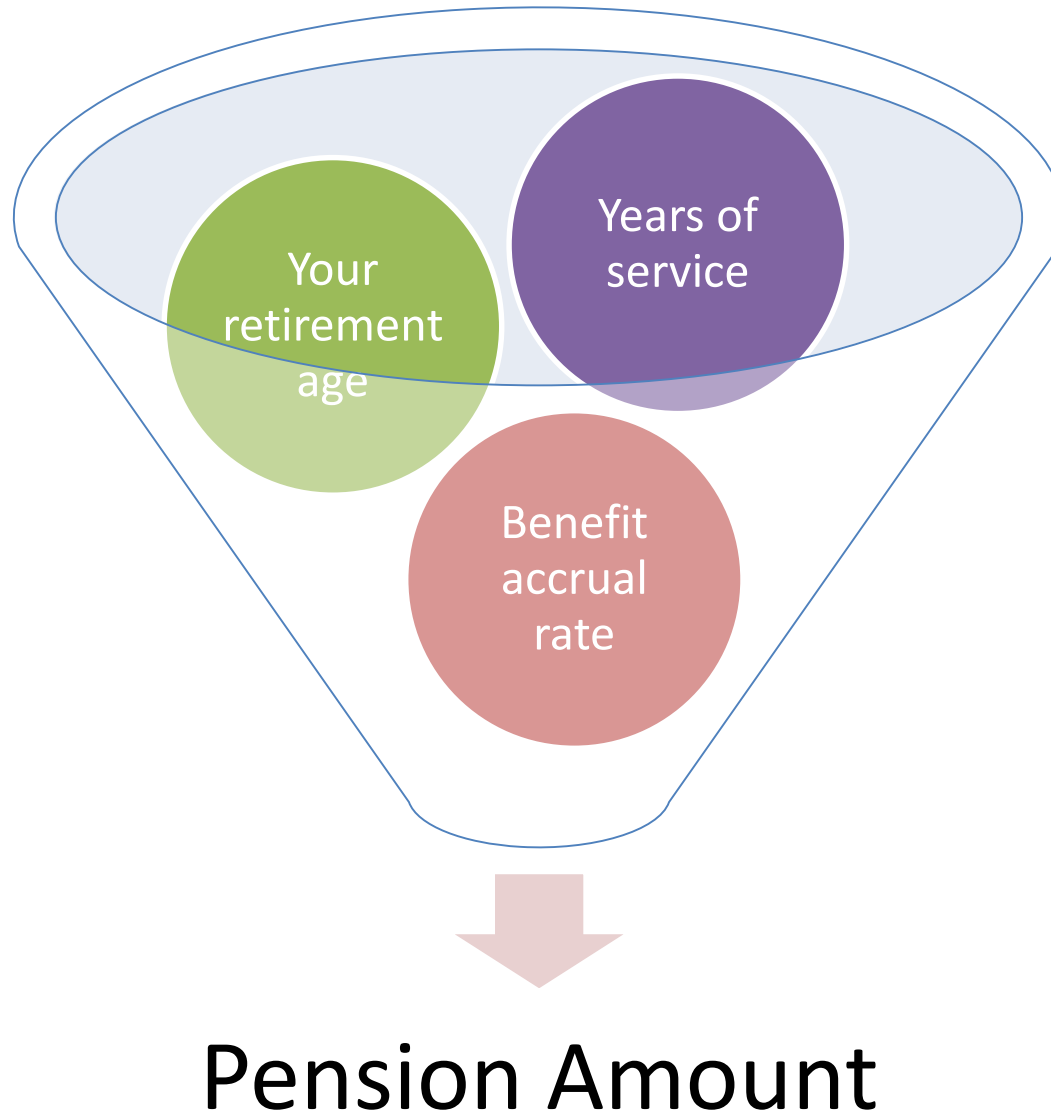 Your
retirement
age
Years of
service
Benefit
accrual
rate
Pension Amount